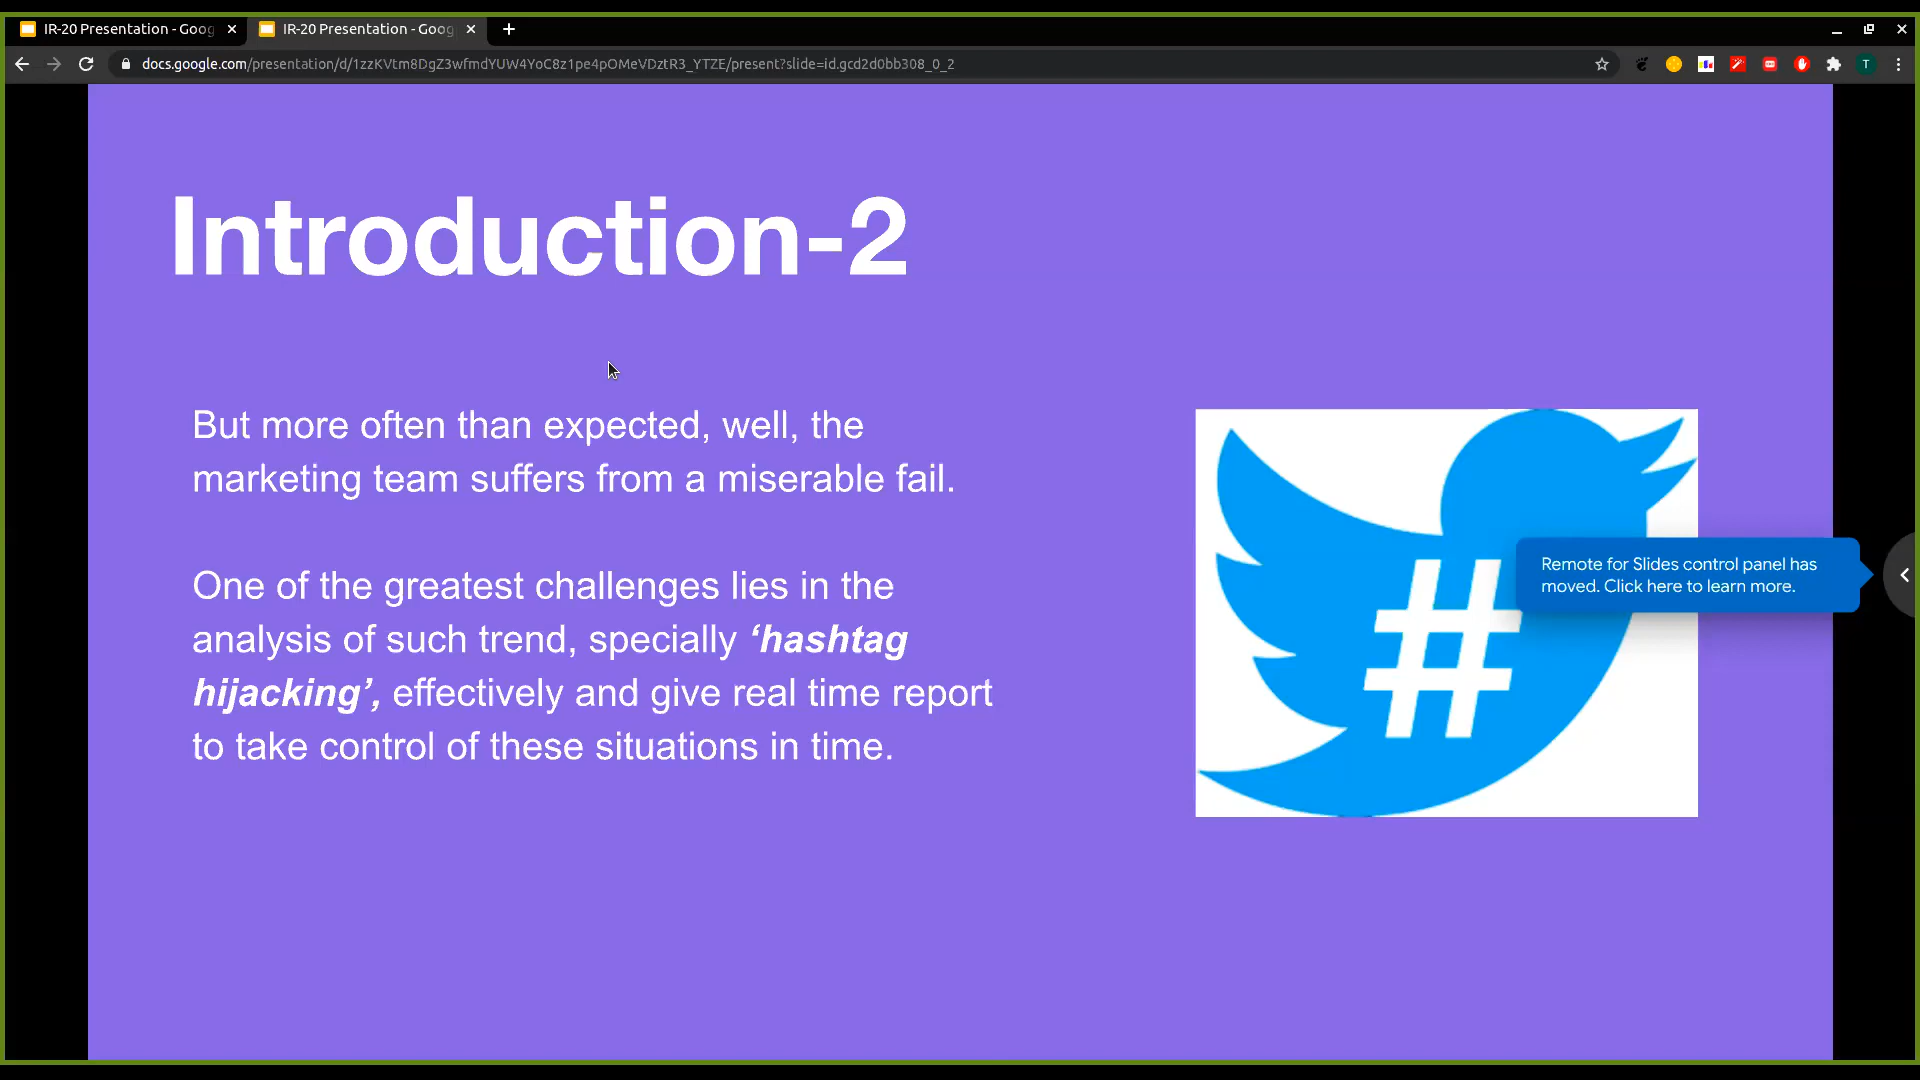 IR-20 Presentation - Goog
IR-20 Presentation - Goog
docs.google.com/presentation/d/1zzKVtm8DgZ3wfmdYUW4YoC8z1pe4pOMeVDztR3_YTZE/present?slide=id.gcd2d0bb308_0_2
T
Introduction-2
But more often than expected, well, the
marketing team suffers from a miserable fail.
One of the greatest challenges lies in the
analysis of such trend, specially ‘hashtag
hijacking’, effectively and give real time report
to take control of these situations in time.
#
Remote for Slides control panel has
moved. Click here to learn more.